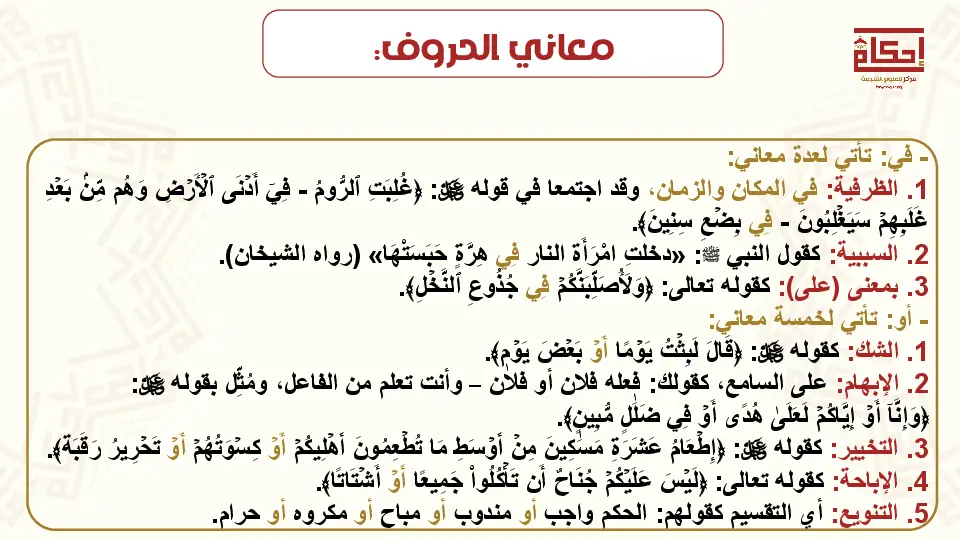 معاني الحروف:
إحكام
مركز للعلوم الشرعية
- في: تأتي لعدة معاني:
1. الظرفية: في المكان والزمان، وقد اجتمعا في قوله ﷻ: ﴿غُلِبَتِ ٱلرُّومُ - فِيٓ أَدۡنَى ٱلۡأَرۡضِ وَهُم مِّنۢ بَعۡدِ
غَلَبِهِمۡ سَيَغۡلِبُونَ - فِي بِضۡعِ سِنِينَ﴾.
2. السببية: كقول النبي ﷺ: «دخلتِ امْرَأَة النار في هِرَّةٍ حَبَسَتْهَا» (رواه الشيخان).
3. بمعنى (على): كقوله تعالى: ﴿وَلَأُصَلِّبَنَّكُمۡ فِي جُذُوعِ ٱلنَّخۡلِ﴾.
- أو: تأتي لخمسة معاني:
1. الشك: كقوله ﷻ: ﴿قَالَ لَبِثۡتُ يَوۡمًا أَوۡ بَعۡضَ يَوۡمٖ﴾.
2. الإبهام: على السامع، كقولك: فعله فلان أو فلان – وأنت تعلم من الفاعل، ومُثِّل بقوله ﷻ:
﴿وَإِنَّآ أَوۡ إِيَّاكُمۡ لَعَلَىٰ هُدًى أَوۡ فِي ضَلَٰلٖ مُّبِينٖ﴾.
3. التخيير: كقوله ﷻ: ﴿إِطۡعَامُ عَشَرَةِ مَسَٰكِينَ مِنۡ أَوۡسَطِ مَا تُطۡعِمُونَ أَهۡلِيكُمۡ أَوۡ كِسۡوَتُهُمۡ أَوۡ تَحۡرِيرُ رَقَبَةٖ﴾.
4. الإباحة: كقوله تعالى: ﴿لَيۡسَ عَلَيۡكُمۡ جُنَاحٌ أَن تَأۡكُلُواْ جَمِيعًا أَوۡ أَشۡتَاتًا﴾.
5. التنويع: أي التقسيم كقولهم: الحكم واجب أو مندوب أو مباح أو مكروه أو حرام.